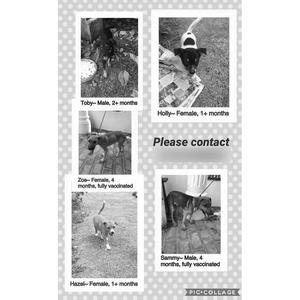 Toby~ Male, 2+ months
Holly~ Female, 1+ months
Please contact
Zoe~ Female, 4
months, fully vaccinated
Sammy~ Male, 4
months, fully vaccinated
Hazel~ Female, 1+ months
PIC•COLLAGE